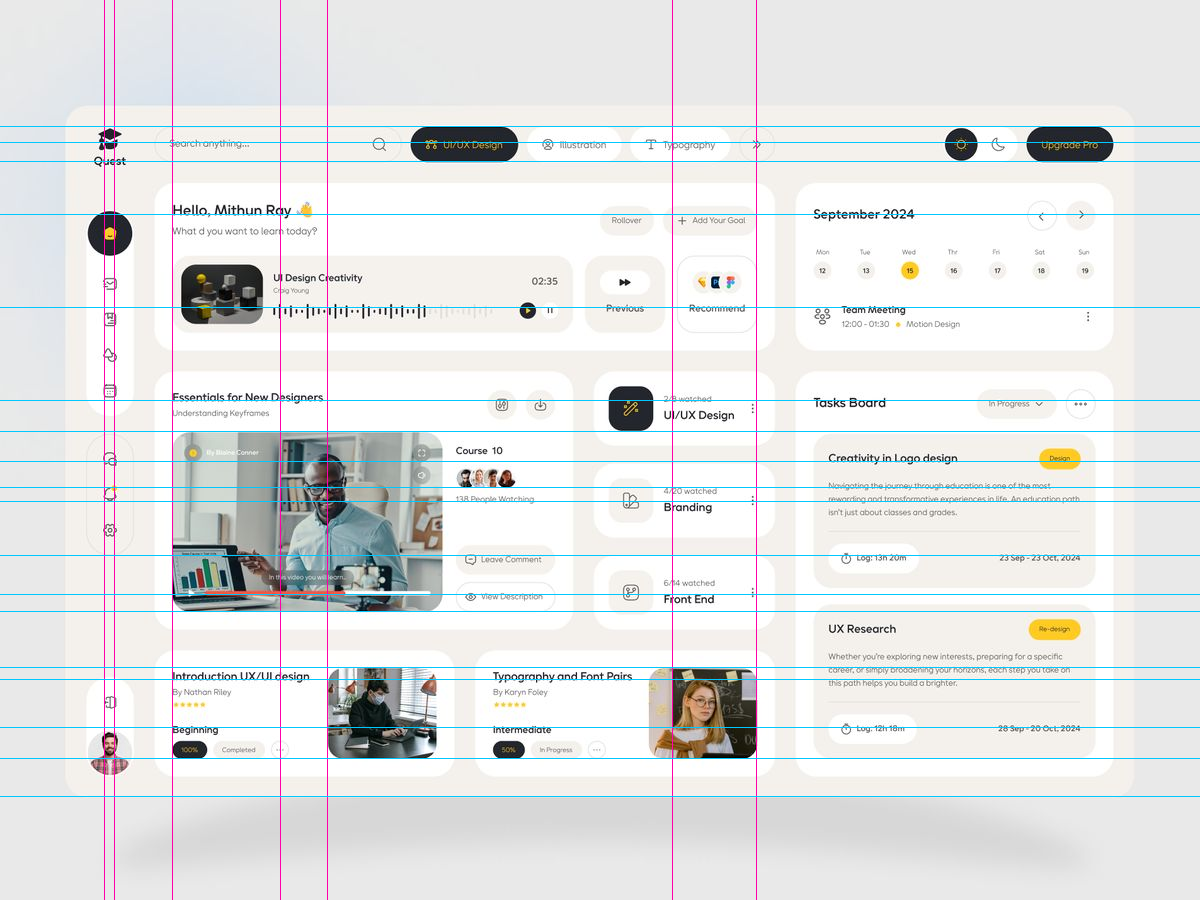 Quest
Search anything...
UI/UX Design
Illustration
Typography
Upgrade Pro
Hello, Mithun Ray 👋
What d you want to learn today?
Rollover
Add Your Goal
UI Design Creativity
Craig Young
02:35
Previous
Recommend
September 2024
Mon Tue Wed Thr Fri Sat Sun
12 13 15 16 17 18 19
Team Meeting
12:00 - 01:30 Motion Design
Essentials for New Designers
Understanding Keyframes
By Blaine Conner
In this video you will learn...
Course 10
138 People Watching
Leave Comment
View Description
2/8 watched
UI/UX Design
4/20 watched
Branding
6/14 watched
Front End
Tasks Board
in Progress
Creativity in Logo design
Design
Navigating the journey through education is one of the most
rewarding and transformative experiences in life. An education path
isn't just about classes and grades.
Log: 13h 20m
23 Sep - 23 Oct, 2024
UX Research
Re-design
Whether you're exploring new interests, preparing for a specific
career, or simply broadening your horizons, each step you take on
this path helps you build a brighter.
Log: 12h 18m
28 Sep - 20 Oct, 2024
Introduction UX/UI design
By Nathan Riley
Beginning
100%
Completed
Typography and Font Pairs
By Karyn Foley
Intermediate
50%
In Progress